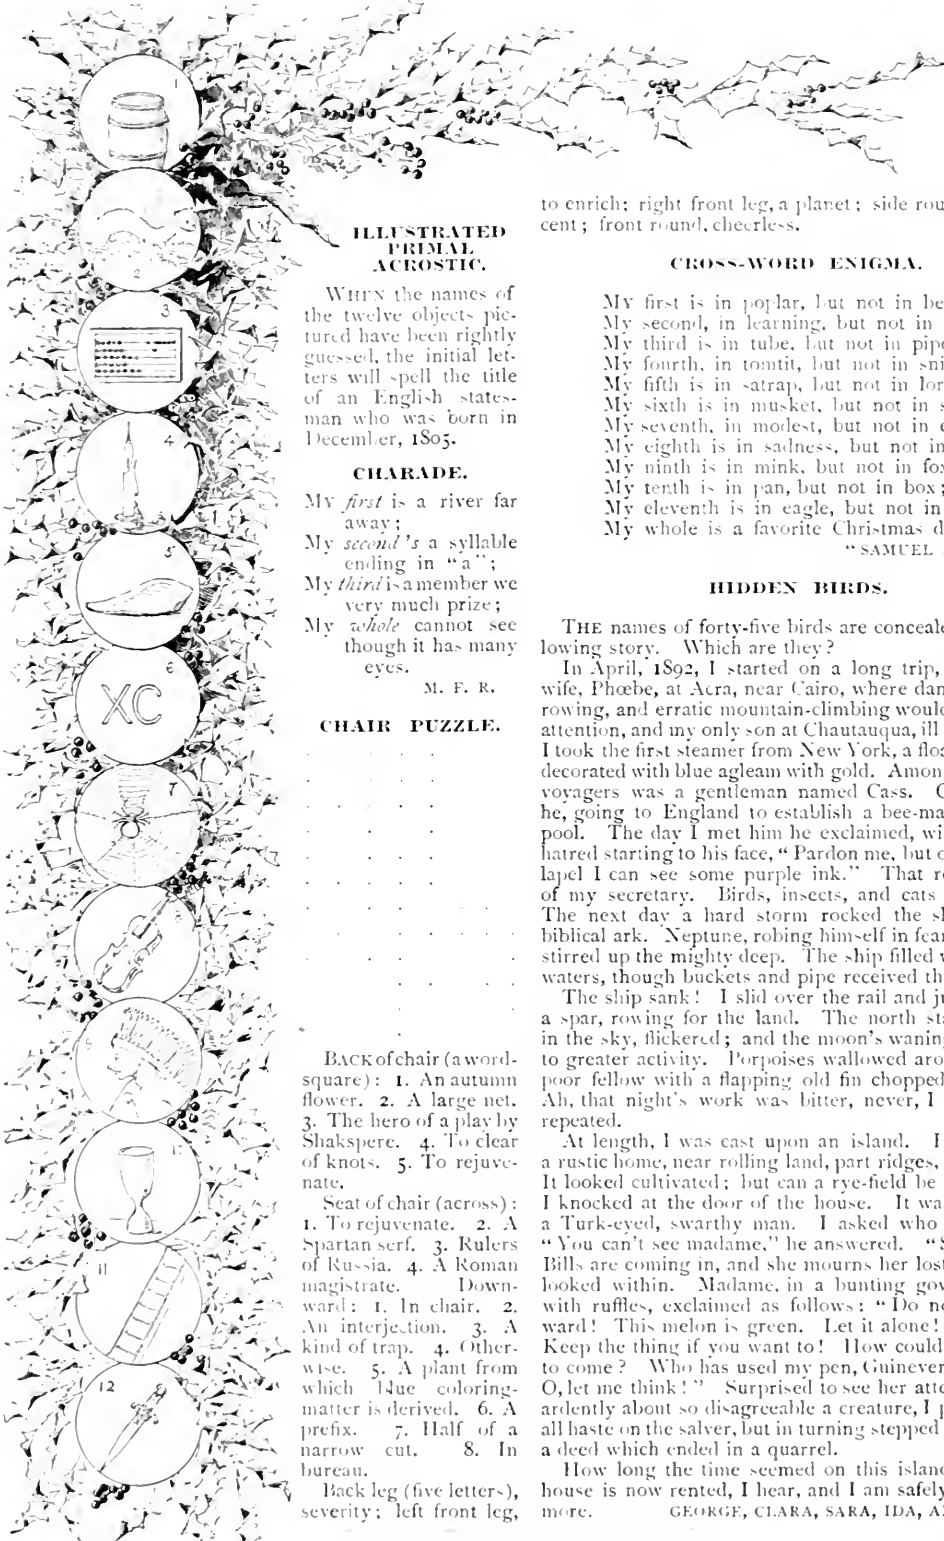 1
2
3
4
5
6
XC
7
9
11
12
ILLUSTRATED
PRIMAL
ACROSTIC.
WHEN the names of
the twelve objects pic-
tured have been rightly
guessed, the initial let-
ters will spell the title
of an English states-
man who was born in
December, 1805.
CHARADE.
My first is a river far
away;
My second's a syllable
ending in "a";
My third is a member we
very much prize;
My whole cannot see
though it has many
eyes.
M. F. R.
CHAIR PUZZLE.
BACK of chair (a word-
square): 1. An autumn
flower. 2. A large net.
3. The hero of a play by
Shakspere. 4. To clear
of knots. 5. To rejuve-
nate.
Seat of chair (across):
1. To rejuvenate. 2. A
Spartan serf. 3. Rulers
of Russia. 4. A Roman
magistrate. Down-
ward: 1. In chair. 2.
An interjection. 3. A
kind of trap. 4. Other-
wise. 5. A plant from
which blue coloring-
matter is derived. 6. A
prefix. 7. Half of a
narrow cut. 8. In
bureau.
Back leg (five letters),
severity; left front leg,
to enrich; right front leg, a planet; side rou
cent; front round, cheerless.
CROSS-WORD ENIGMA.
My first is in poplar, but not in be
My second, in learning, but not in
My third is in tube, but not in pipe
My fourth, in tomtit, but not in sni
My fifth is in satrap, but not in lor
My sixth is in musket, but not in s
My seventh, in modest, but not in e
My eighth is in sadness, but not in
My ninth is in mink, but not in fox
My tenth is in pan, but not in box;
My eleventh is in eagle, but not in
My whole is a favorite Christmas d
"SAMUEL
HIDDEN BIRDS.
THE names of forty-five birds are conceale
lowing story. Which are they?
In April, 1892, I started on a long trip,
wife, Phœbe, at Acra, near Cairo, where dan
rowing, and erratic mountain-climbing would
attention, and my only son at Chautauqua, ill
I took the first steamer from New York, a floa
decorated with blue agleam with gold. Amon
voyagers was a gentleman named Cass. C
he, going to England to establish a bee-ma
pool. The day I met him he exclaimed, wi
hatred starting to his face, "Pardon me, but o
lapel I can see some purple ink." That r
of my secretary. Birds, insects, and cats
The next day a hard storm rocked the sh
biblical ark. Neptune, robing himself in fear
stirred up the mighty deep. The ship filled w
waters, though buckets and pipe received th
The ship sank! I slid over the rail and ju
a spar, rowing for the land. The north sta
in the sky, flickered; and the moon's waning
to greater activity. Porpoises wallowed aro
poor fellow with a flapping old fin chopped
Ah, that night's work was bitter, never, I
repeated.
At length, I was cast upon an island. I
a rustic home, near rolling land, part ridges,
It looked cultivated; but can a rye-field be
I knocked at the door of the house. It wa
a Turk-eyed, swarthy man. I asked who
"You can't see madame," he answered. "S
Bills are coming in, and she mourns her lost
looked within. Madame, in a bunting gow
with ruffles, exclaimed as follows: "Do no
ward! This melon is green. Let it alone!
Keep the thing if you want to! How could
to come? Who has used my pen, Guinever
O, let me think!" Surprised to see her atte
ardently about so disagreeable a creature, I p
all haste on the salver, but in turning stepped
a deed which ended in a quarrel.
How long the time seemed on this island
house is now rented, I hear, and I am safely
more. GEORGE, CLARA, SARA, IDA, A